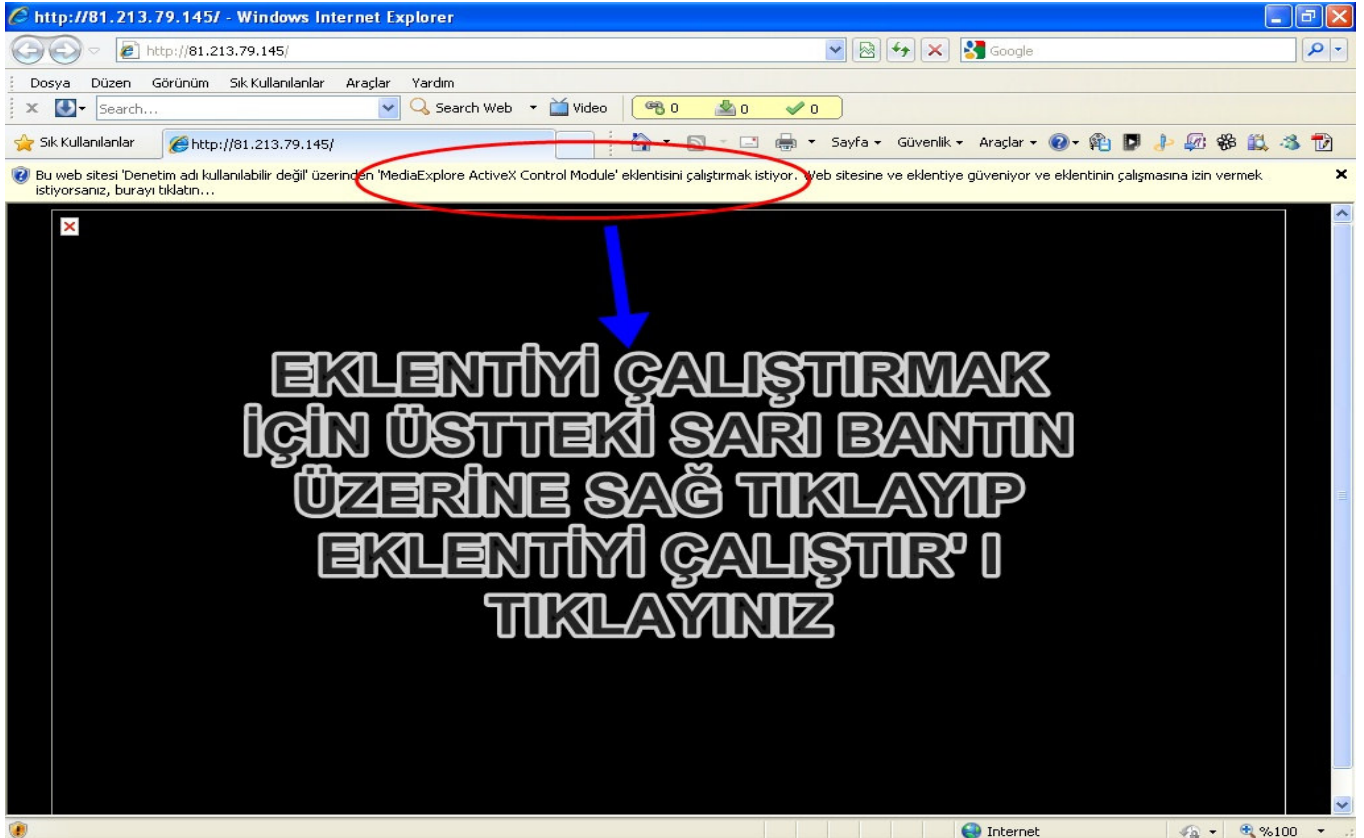 http://81.213.79.145/ - Windows Internet Explorer
http://81.213.79.145/ Google
Dosya Düzen Görünüm Sık Kullanılanlar Araçlar Yardım
Search... Search Web Video 0 0 0
Sık Kullanılanlar http://81.213.79.145/ Sayfa Güvenlik Araçlar
Bu web sitesi 'Denetim adı kullanılabilir değil' üzerinden 'MediaExplore ActiveX Control Module' eklentisini çalıştırmak istiyor. Web sitesine ve eklentiye güveniyor ve eklentinin çalışmasına izin vermek
istiyorsanız, burayı tıklatın...
EKLENTİYİ ÇALIŞTIRMAK
İÇİN ÜSTTEKİ SARI BANTIN
ÜZERİNE SAĞ TIKLAYIP
EKLENTİYİ ÇALIŞTIR' I
TIKLAYINIZ
Internet %100